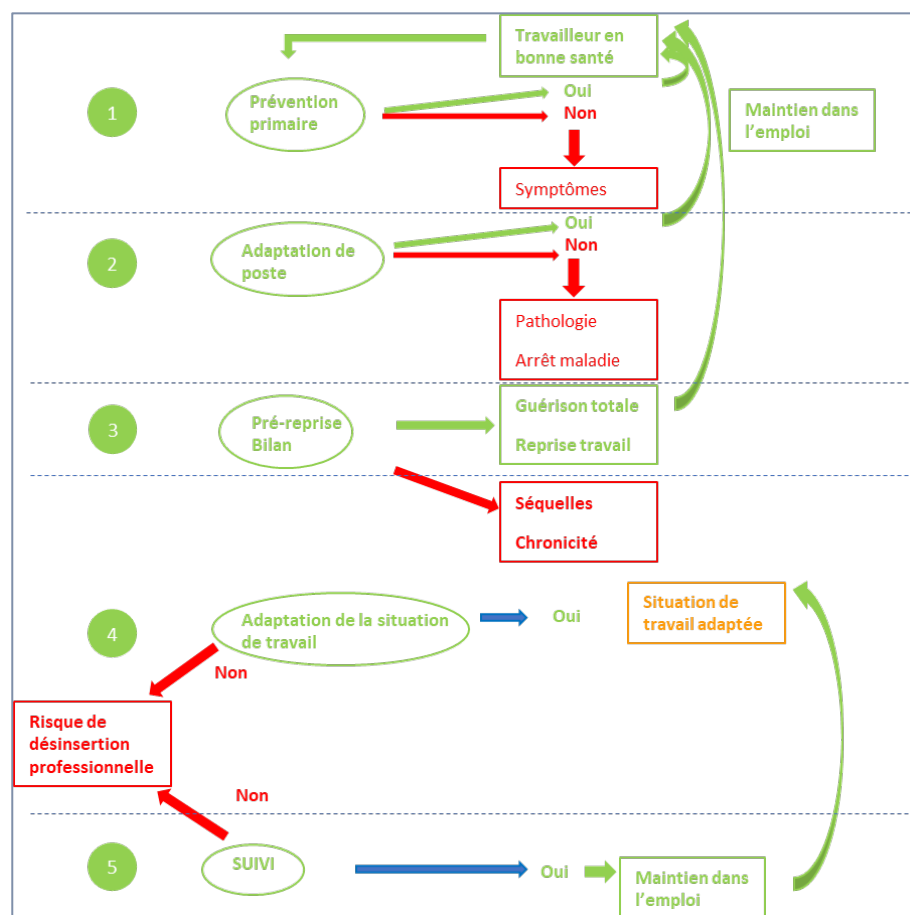 Travailleur en
bonne santé
1
Prévention
primaire
Oui
Non
Maintien dans
l’emploi
Symptômes
2
Adaptation de
poste
Oui
Non
Pathologie
Arrêt maladie
3
Pré-reprise
Bilan
Guérison totale
Reprise travail
Séquelles
Chronicité
4
Adaptation de la situation
de travail
Oui
Situation de
travail adaptée
Non
Risque de
désinsertion
professionnelle
Non
5
SUIVI
Oui
Maintien dans
l’emploi